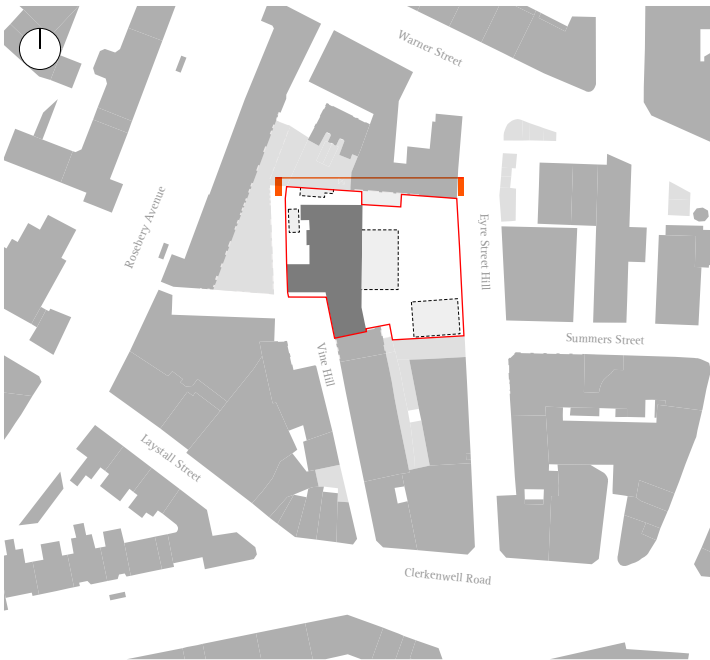 Warner Street
Rosebery Avenue
Eyre Street Hill
Summers Street
Vine Hill
Laystall Street
Clerkenwell Road